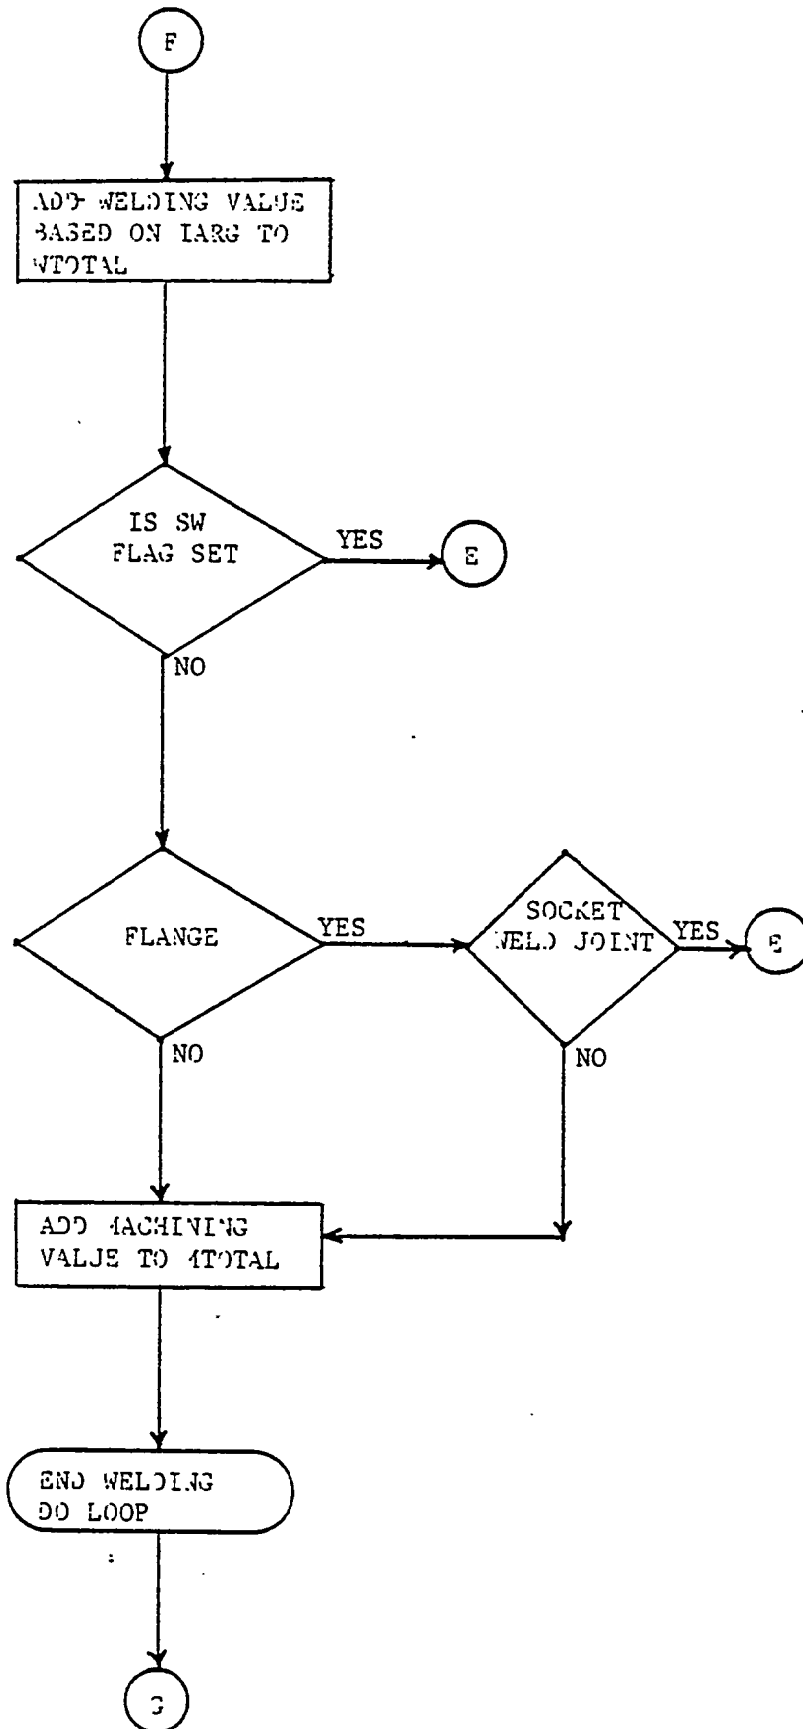 F
ADD WELDING VALUE
BASED ON IARG TO
WTOTAL
IS SW
FLAG SET
YES
E
NO
FLANGE
YES
SOCKET
WELD JOINT
YES
E
NO
NO
ADD MACHINING
VALUE TO MTOTAL
END WELDING
DO LOOP
G